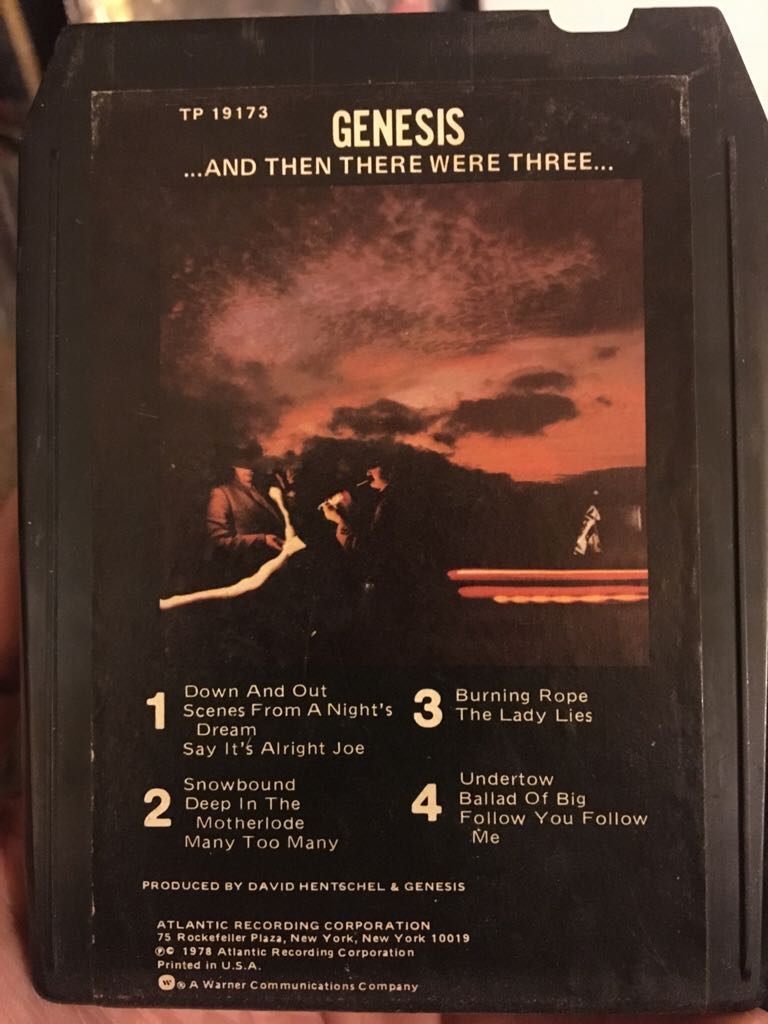 TP 19173
GENESIS
...AND THEN THERE WERE THREE...
1
Down And Out
Scenes From A Night's
Dream
Say It's Alright Joe
2
Snowbound
Deep In The
Motherlode
Many Too Many
3
Burning Rope
The Lady Lies
4
Undertow
Ballad Of Big
Follow You Follow
Me
PRODUCED BY DAVID HENTSCHEL & GENESIS
ATLANTIC RECORDING CORPORATION
75 Rockefeller Plaza, New York, New York 10019
℗© 1978 Atlantic Recording Corporation
Printed in U.S.A.
W ® A Warner Communications Company